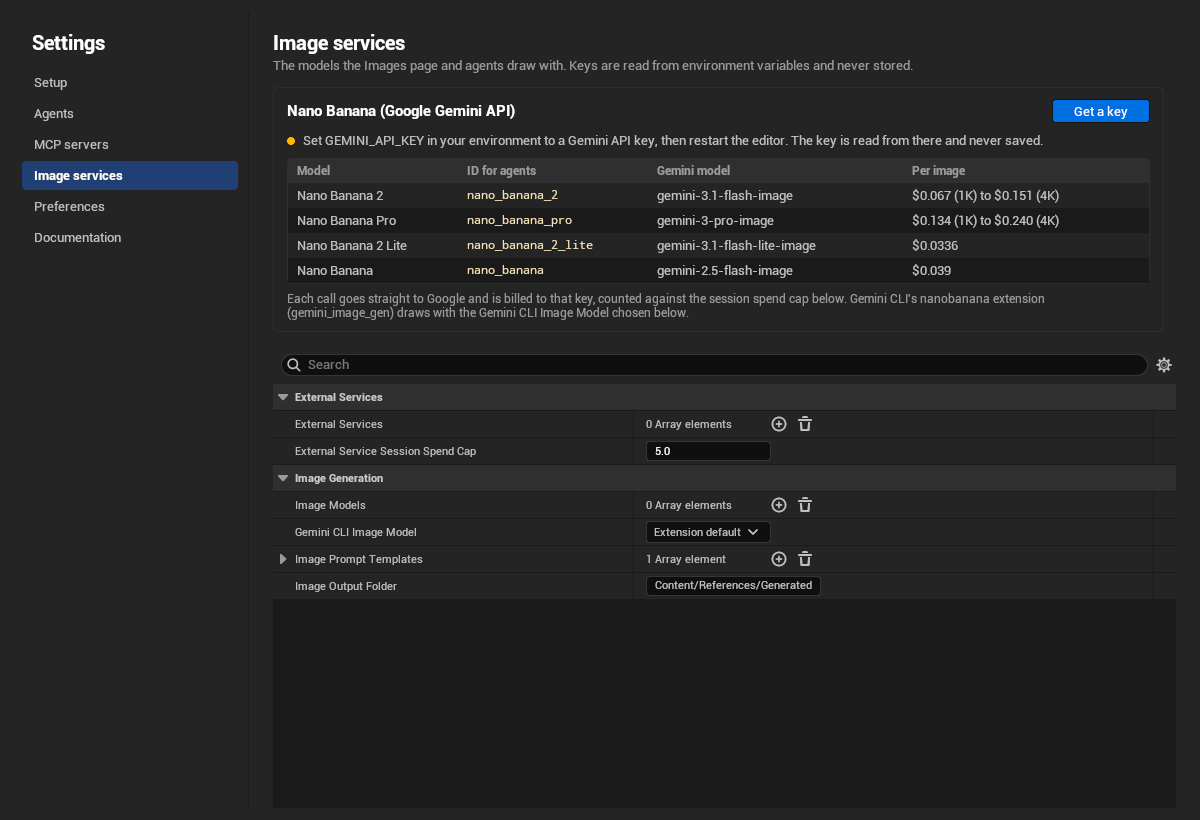 Settings
Setup
Agents
MCP servers
Image services
Preferences
Documentation
Image services
The models the Images page and agents draw with. Keys are read from environment variables and never stored.
Nano Banana (Google Gemini API)
Get a key
Set GEMINI_API_KEY in your environment to a Gemini API key, then restart the editor. The key is read from there and never saved.
Model ID for agents Gemini model Per image
Nano Banana 2 nano_banana_2 gemini-3.1-flash-image $0.067 (1K) to $0.151 (4K)
Nano Banana Pro nano_banana_pro gemini-3-pro-image $0.134 (1K) to $0.240 (4K)
Nano Banana 2 Lite nano_banana_2_lite gemini-3.1-flash-lite-image $0.0336
Nano Banana nano_banana gemini-2.5-flash-image $0.039
Each call goes straight to Google and is billed to that key, counted against the session spend cap below. Gemini CLI's nanobanana extension
(gemini_image_gen) draws with the Gemini CLI Image Model chosen below.
Search
External Services
External Services 0 Array elements
External Service Session Spend Cap 5.0
Image Generation
Image Models 0 Array elements
Gemini CLI Image Model Extension default
Image Prompt Templates 1 Array element
Image Output Folder Content/References/Generated